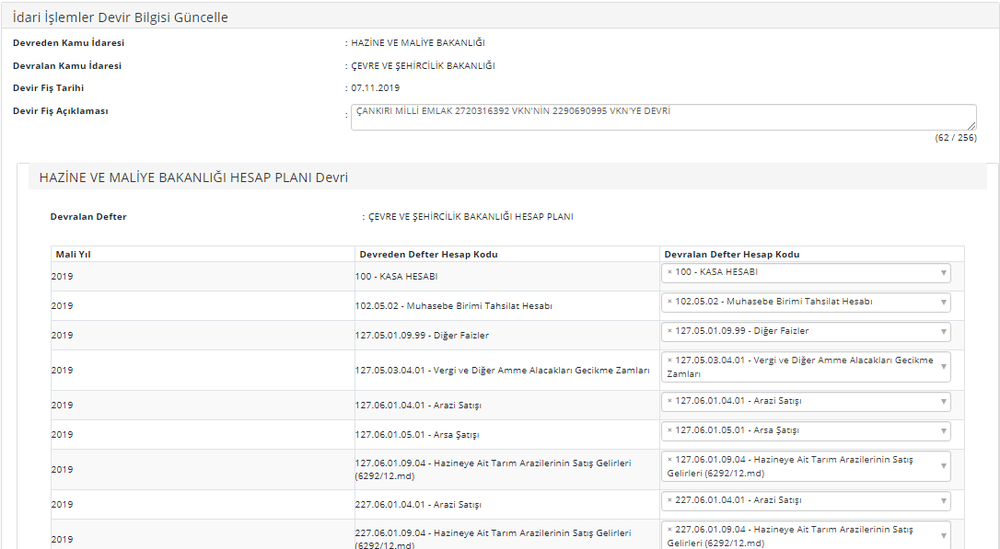 İdari İşlemler Devir Bilgisi Güncelle
Devreden Kamu İdaresi : HAZİNE VE MALİYE BAKANLIĞI
Devralan Kamu İdaresi : ÇEVRE VE ŞEHİRCİLİK BAKANLIĞI
Devir Fiş Tarihi : 07.11.2019
Devir Fiş Açıklaması : ÇANKIRI MİLLİ EMLAK 2720316392 VKN'NİN 2290690995 VKN'YE DEVRİ
(62 / 256)
HAZİNE VE MALİYE BAKANLIĞI HESAP PLANI Devri
Devralan Defter : ÇEVRE VE ŞEHİRCİLİK BAKANLIĞI HESAP PLANI
Mali Yıl Devreden Defter Hesap Kodu Devralan Defter Hesap Kodu
2019 100 - KASA HESABI × 100 - KASA HESABI
2019 102.05.02 - Muhasebe Birimi Tahsilat Hesabı × 102.05.02 - Muhasebe Birimi Tahsilat Hesabı
2019 127.05.01.09.99 - Diğer Faizler × 127.05.01.09.99 - Diğer Faizler
2019 127.05.03.04.01 - Vergi ve Diğer Amme Alacakları Gecikme Zamları × 127.05.03.04.01 - Vergi ve Diğer Amme Alacakları Gecikme
Zamları
2019 127.06.01.04.01 - Arazi Satışı × 127.06.01.04.01 - Arazi Satışı
2019 127.06.01.05.01 - Arsa Şatışı × 127.06.01.05.01 - Arsa Şatışı
2019 127.06.01.09.04 - Hazineye Ait Tarım Arazilerinin Satış Gelirleri × 127.06.01.09.04 - Hazineye Ait Tarım Arazilerinin Satış
(6292/12.md) Gelirleri (6292/12.md)
2019 227.06.01.04.01 - Arazi Satışı × 227.06.01.04.01 - Arazi Satışı
2019 227.06.01.09.04 - Hazineye Ait Tarım Arazilerinin Satış Gelirleri × 227.06.01.09.04 - Hazineye Ait Tarım Arazilerinin Satış
(6292/12.md) Gelirleri (6292/12.md)